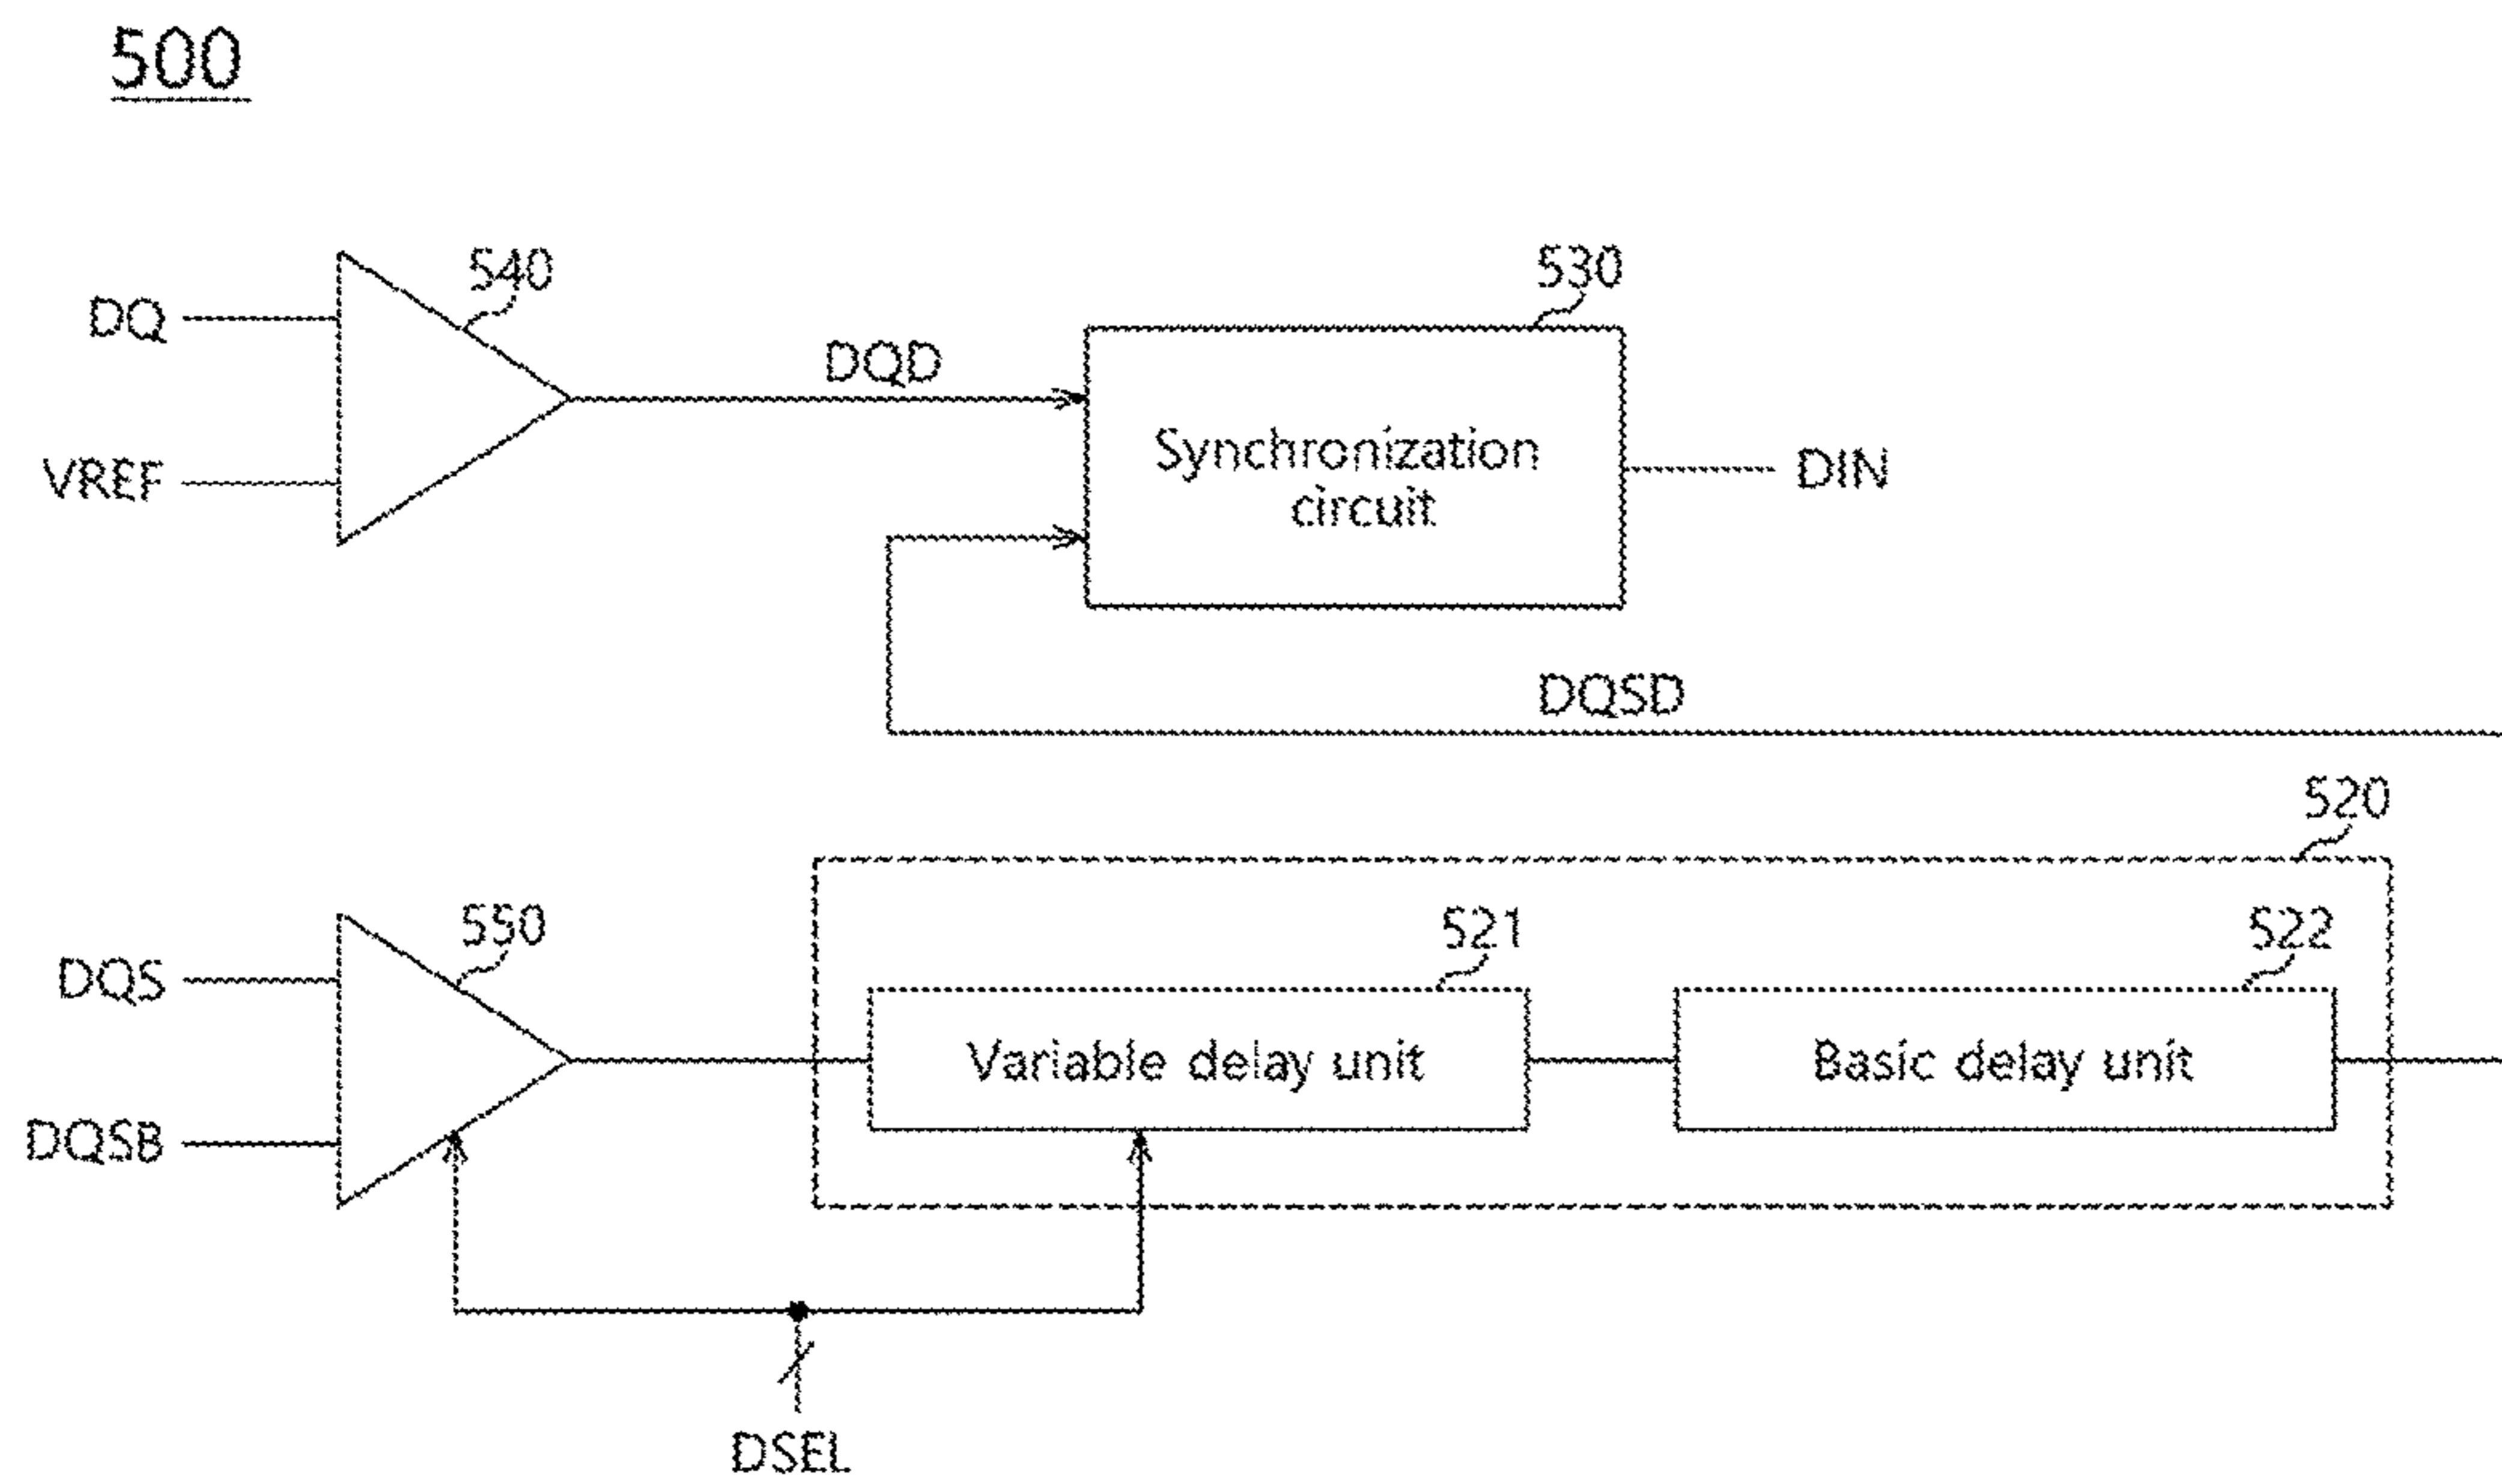 500
540
530
DQ
DQD
VREF
Synchronization
circuit
DIN
DQSD
520
550
521
522
DQS
Variable delay unit
Basic delay unit
DQSB
DSEL